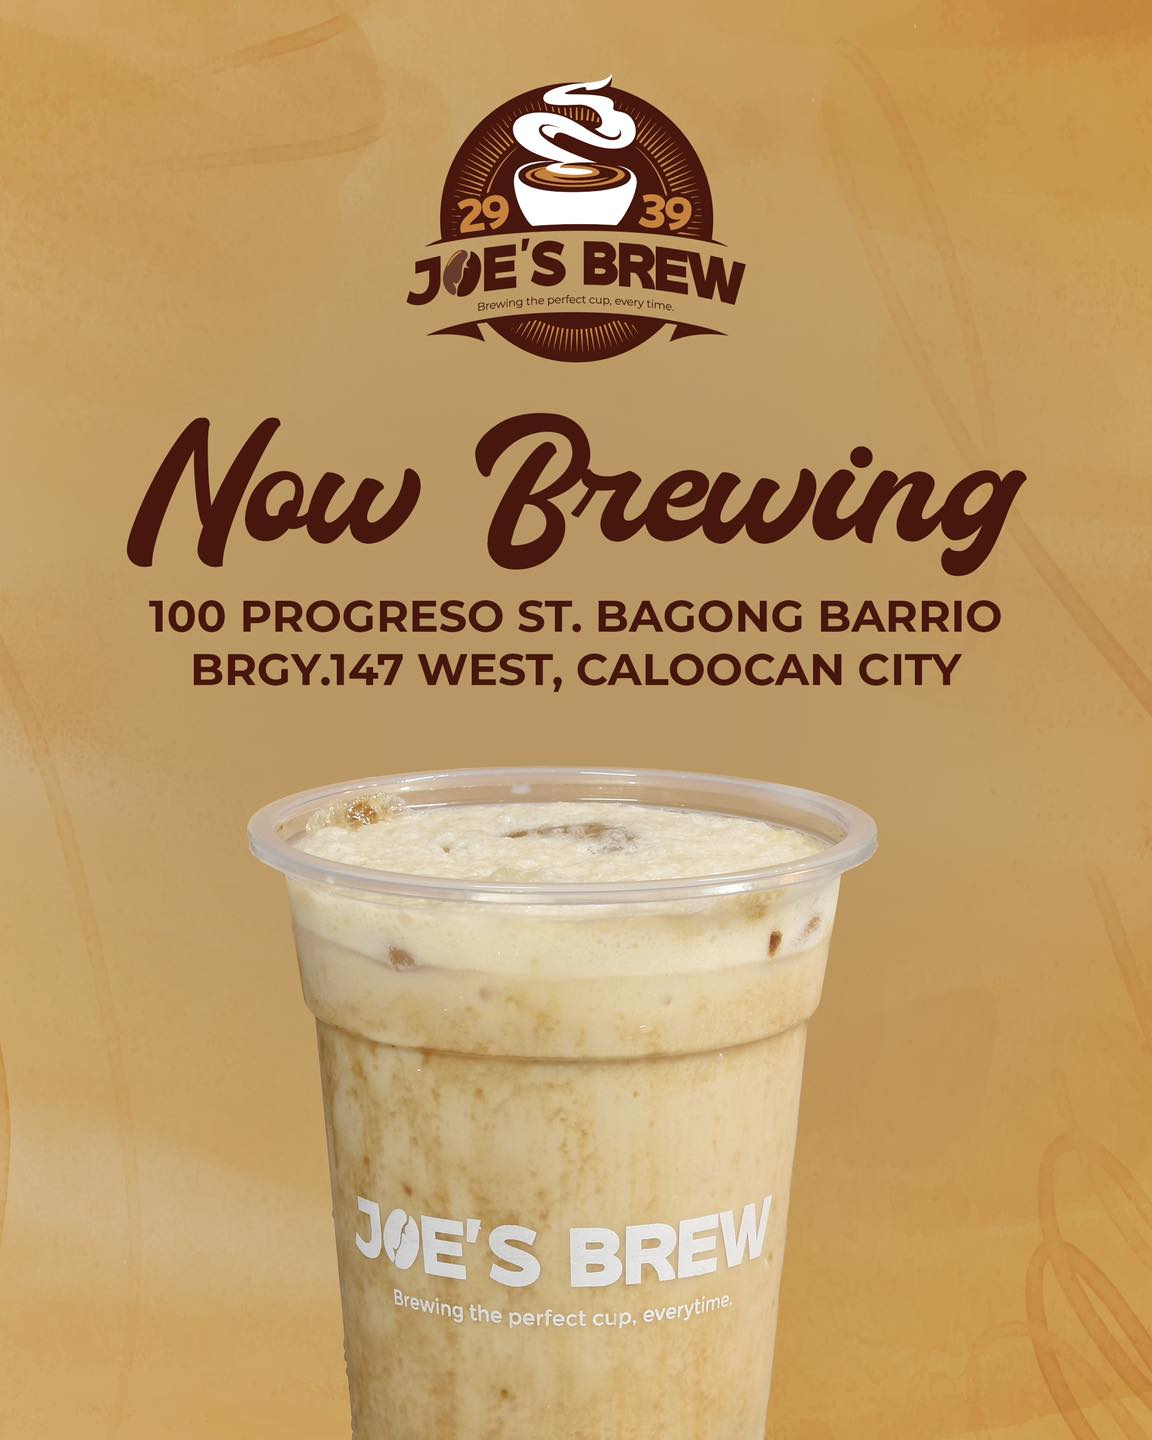 29 39
JOE'S BREW
Brewing the perfect cup, every time.
Now Brewing
100 PROGRESO ST. BAGONG BARRIO
BRGY.147 WEST, CALOOCAN CITY
JOE'S BREW
Brewing the perfect cup, everytime.